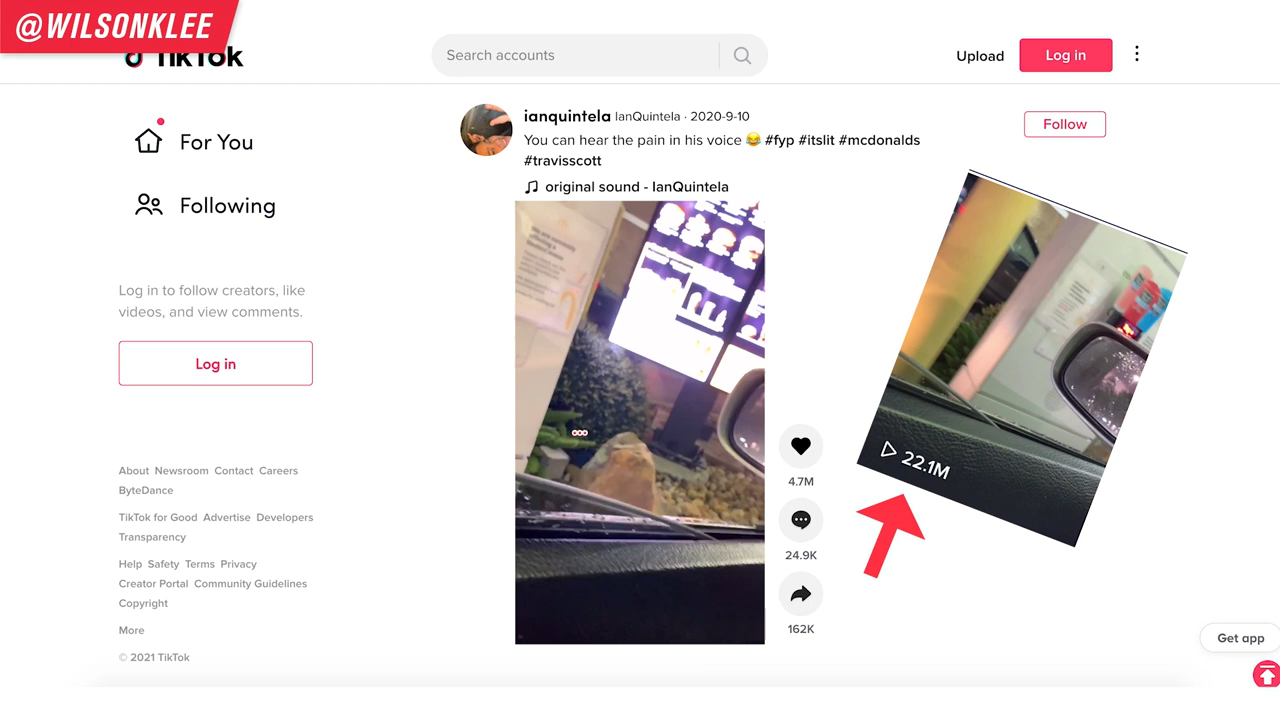 @WILSONKLEE
TikTok
Search accounts
Upload
Log in
For You
Following
Log in to follow creators, like
videos, and view comments.
Log in
About Newsroom Contact Careers
ByteDance
TikTok for Good Advertise Developers
Transparency
Help Safety Terms Privacy
Creator Portal Community Guidelines
Copyright
More
© 2021 TikTok
ianquintela IanQuintela · 2020-9-10
You can hear the pain in his voice 😂 #fyp #itslit #mcdonalds
#travisscott
original sound - IanQuintela
Follow
4.7M
24.9K
162K
22.1M
Get app